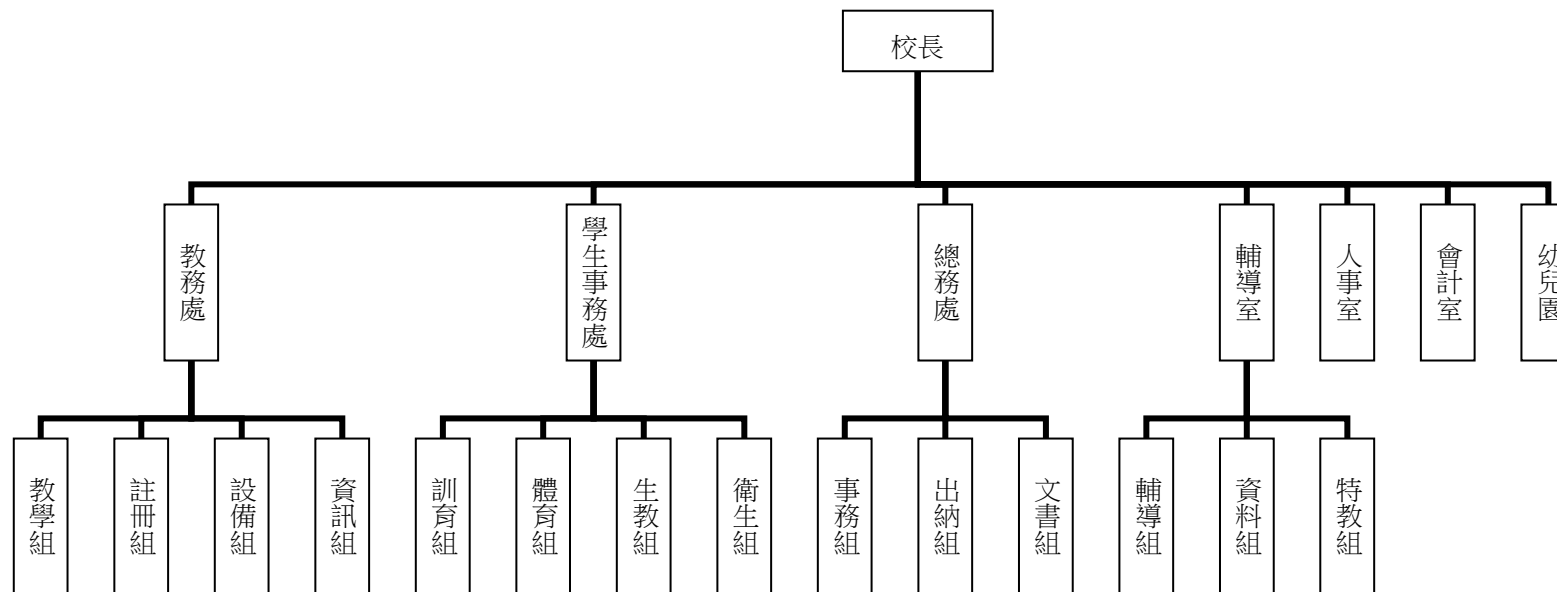 校長
教務處
學生事務處
總務處
輔導室
人事室
會計室
幼兒園
教學組
註冊組
設備組
資訊組
訓育組
體育組
生教組
衛生組
事務組
出納組
文書組
輔導組
資料組
特教組